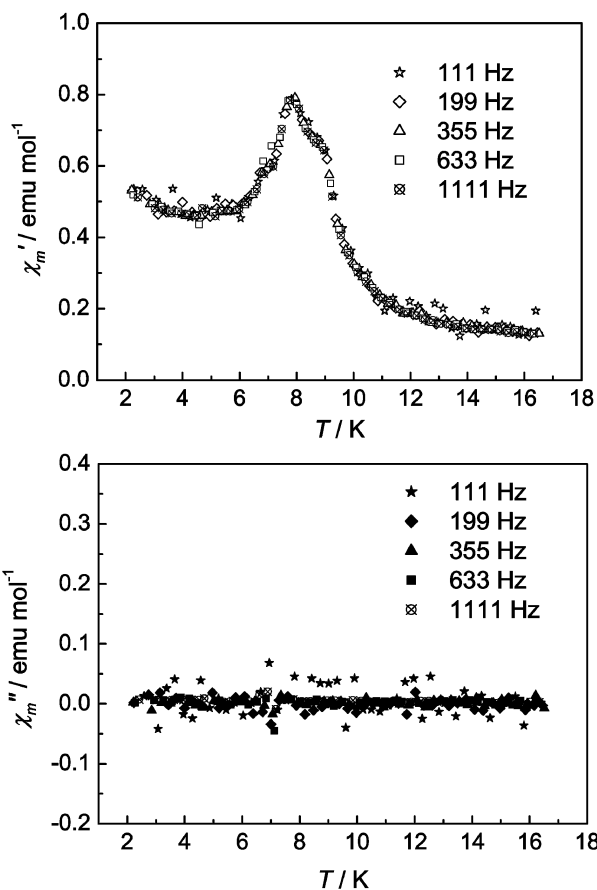 1.0
0.8
0.6
0.4
0.2
0.0
χm' / emu mol⁻¹
111 Hz
199 Hz
355 Hz
633 Hz
1111 Hz
2 4 6 8 10 12 14 16 18
T / K
0.4
0.3
0.2
0.1
0.0
-0.1
-0.2
χm'' / emu mol⁻¹
111 Hz
199 Hz
355 Hz
633 Hz
1111 Hz
0 2 4 6 8 10 12 14 16 18
T / K